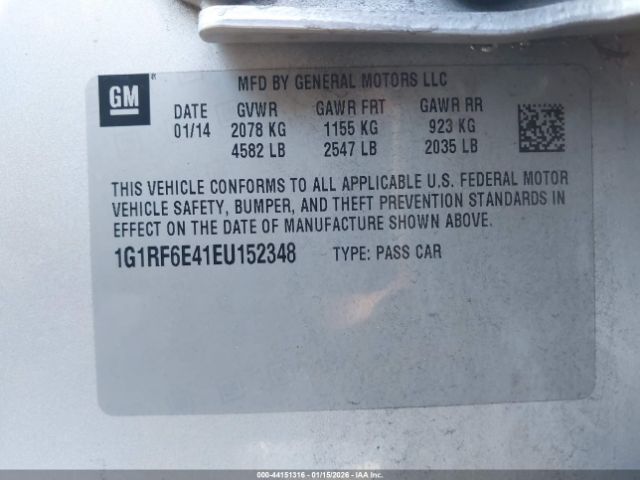 GM
MFD BY GENERAL MOTORS LLC
DATE GVWR GAWR FRT GAWR RR
01/14 2078 KG 1155 KG 923 KG
4582 LB 2547 LB 2035 LB
THIS VEHICLE CONFORMS TO ALL APPLICABLE U.S. FEDERAL MOTOR
VEHICLE SAFETY, BUMPER, AND THEFT PREVENTION STANDARDS IN
EFFECT ON THE DATE OF MANUFACTURE SHOWN ABOVE.
1G1RF6E41EU152348 TYPE: PASS CAR
000-44151316 - 01/15/2026 - IAAI.COM